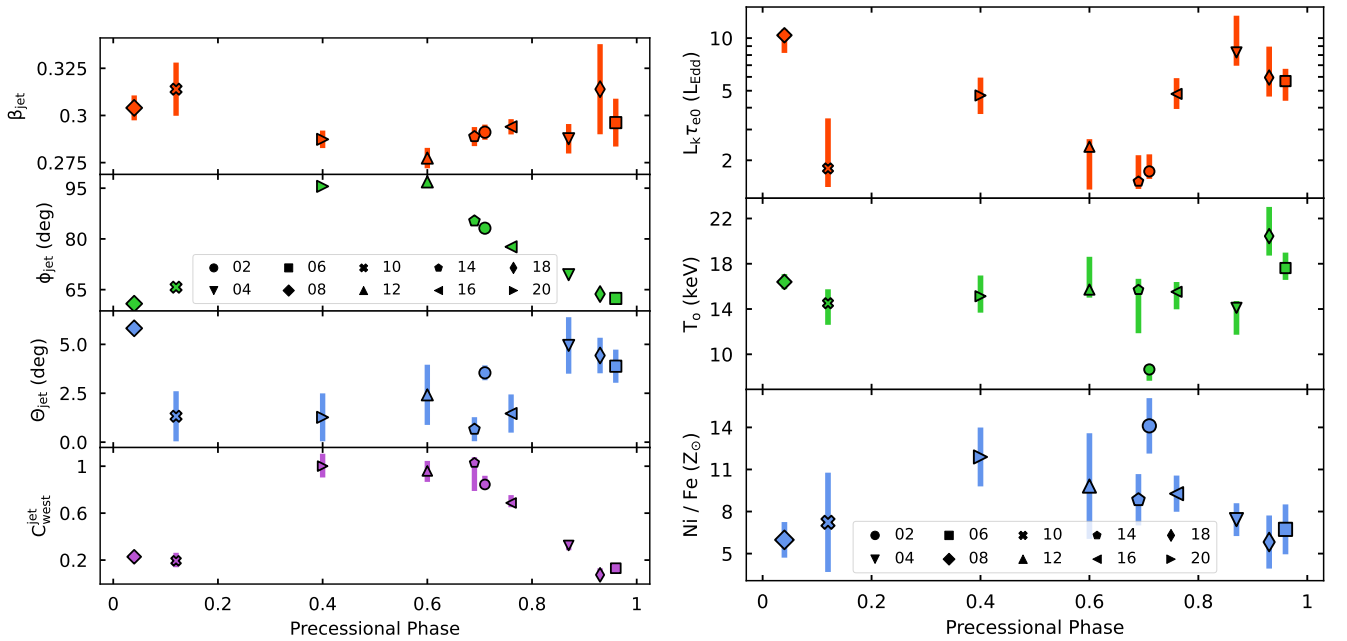 β_jet
0.325
0.3
0.275
ϕ_jet (deg)
95
80
65
02 06 10 14 18
04 08 12 16 20
Θ_jet (deg)
5.0
2.5
0.0
C^jet_west
1
0.6
0.2
0 0.2 0.4 0.6 0.8 1
Precessional Phase
L_k τ_e0 (L_Edd)
10
5
2
T_o (keV)
22
18
14
10
Ni / Fe (Z_⊙)
14
11
8
5
02 06 10 14 18
04 08 12 16 20
0 0.2 0.4 0.6 0.8 1
Precessional Phase